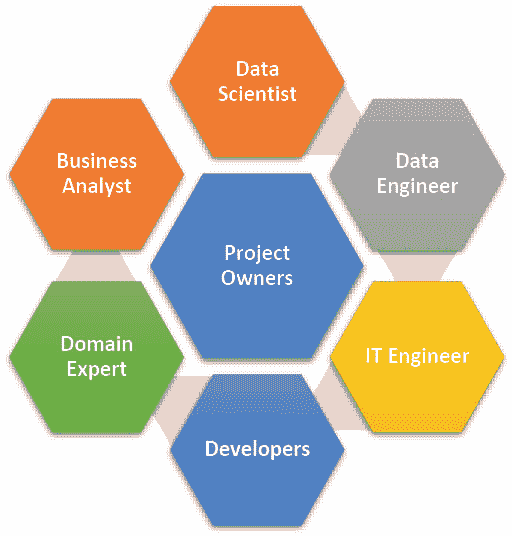 Data
Scientist
Business
Analyst
Data
Engineer
Project
Owners
Domain
Expert
IT Engineer
Developers